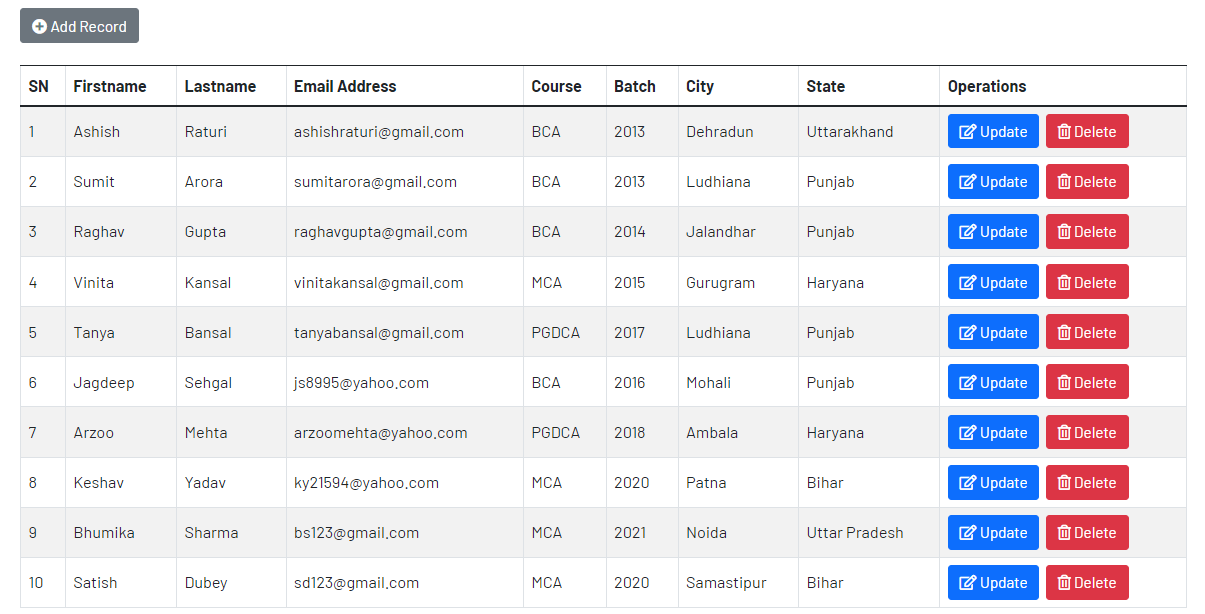 Add Record
SN Firstname Lastname Email Address Course Batch City State Operations
1 Ashish Raturi ashishraturi@gmail.com BCA 2013 Dehradun Uttarakhand Update Delete
2 Sumit Arora sumitarora@gmail.com BCA 2013 Ludhiana Punjab Update Delete
3 Raghav Gupta raghavgupta@gmail.com BCA 2014 Jalandhar Punjab Update Delete
4 Vinita Kansal vinitakansal@gmail.com MCA 2015 Gurugram Haryana Update Delete
5 Tanya Bansal tanyabansal@gmail.com PGDCA 2017 Ludhiana Punjab Update Delete
6 Jagdeep Sehgal js8995@yahoo.com BCA 2016 Mohali Punjab Update Delete
7 Arzoo Mehta arzoomehta@yahoo.com PGDCA 2018 Ambala Haryana Update Delete
8 Keshav Yadav ky21594@yahoo.com MCA 2020 Patna Bihar Update Delete
9 Bhumika Sharma bs123@gmail.com MCA 2021 Noida Uttar Pradesh Update Delete
10 Satish Dubey sd123@gmail.com MCA 2020 Samastipur Bihar Update Delete